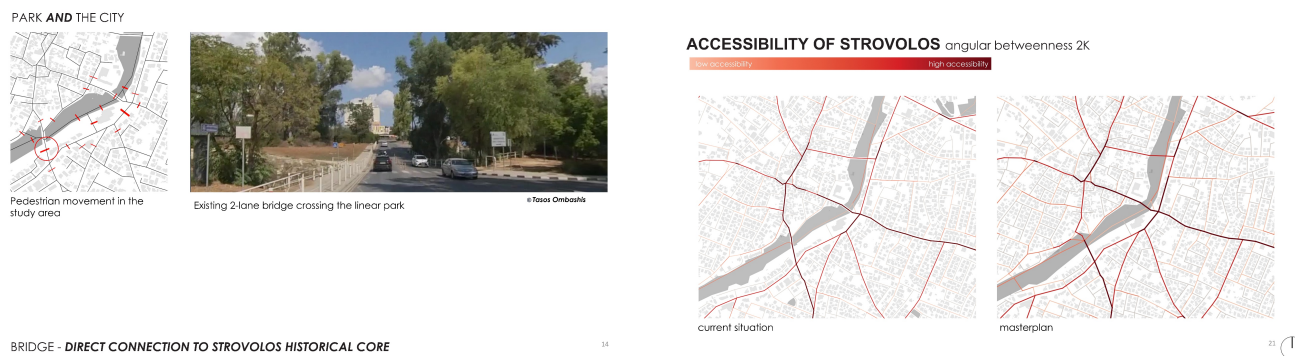 PARK AND THE CITY
Pedestrian movement in the
study area
Existing 2-lane bridge crossing the linear park
©Tasos Ombashis
BRIDGE - DIRECT CONNECTION TO STROVOLOS HISTORICAL CORE
14
ACCESSIBILITY OF STROVOLOS angular betweenness 2K
low accessibility high accessibility
current situation
masterplan
21